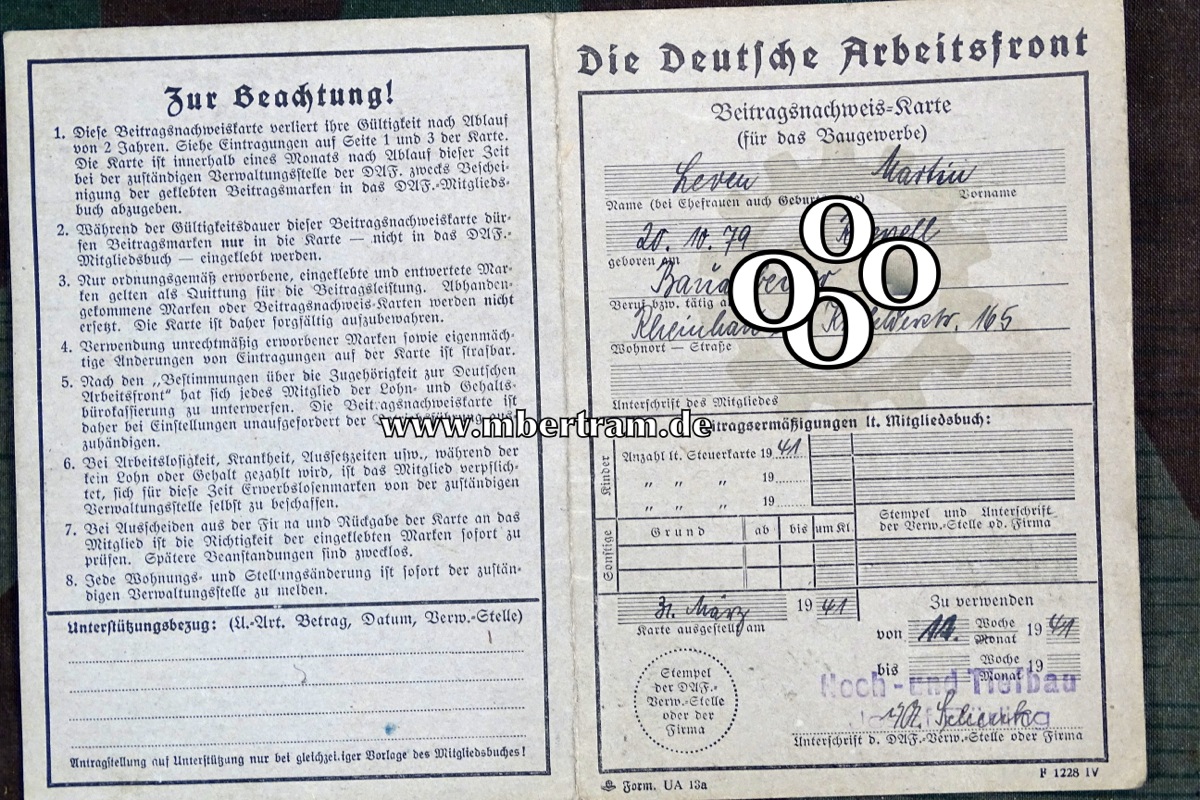 Zur Beachtung!
1. Diese Beitragsnachweiskarte verliert ihre Gültigkeit nach Ablauf
von 2 Jahren. Siehe Eintragungen auf Seite 1 und 3 der Karte.
Die Karte ist innerhalb eines Monats nach Ablauf dieser Zeit
bei der zuständigen Verwaltungsstelle der DAF. zwecks Beschei-
nigung der geklebten Beitragsmarken in das DAF.-Mitglieds-
buch abzugeben.
2. Während der Gültigkeitsdauer dieser Beitragsnachweiskarte dür-
fen Beitragsmarken nur in die Karte — nicht in das DAF.-
Mitgliedsbuch — eingeklebt werden.
3. Nur ordnungsgemäß erworbene, eingeklebte und entwertete Mar-
ken gelten als Quittung für die Beitragsleistung. Abhanden-
gekommene Marken oder Beitragsnachweis-Karten werden nicht
ersetzt. Die Karte ist daher sorgfältig aufzubewahren.
4. Verwendung unrechtmäßig erworbener Marken sowie eigenmäch-
tige Änderungen von Eintragungen auf der Karte ist strafbar.
5. Nach den „Bestimmungen über die Zugehörigkeit zur Deutschen
Arbeitsfront" hat sich jedes Mitglied der Lohn- und Gehalts-
bürokassierung zu unterwerfen. Die Beitragsnachweiskarte ist
daher bei Einstellungen unaufgefordert der
zuhändigen.
6. Bei Arbeitslosigkeit, Krankheit, Aussetzzeiten usw., während der
kein Lohn oder Gehalt gezahlt wird, ist das Mitglied verpflich-
tet, sich für diese Zeit Erwerbslosenmarken von der zuständigen
Verwaltungsstelle selbst zu beschaffen.
7. Bei Ausscheiden aus der Firma und Rückgabe der Karte an das
Mitglied ist die Richtigkeit der eingeklebten Marken sofort zu
prüfen. Spätere Beanstandungen sind zwecklos.
8. Jede Wohnungs- und Stellungsänderung ist sofort der zustän-
digen Verwaltungsstelle zu melden.
Unterstützungsbezug: (U.-Art. Betrag, Datum, Verw.-Stelle)
Antragstellung auf Unterstützung nur bei gleichzeitiger Vorlage des Mitgliedsbuches!
Die Deutsche Arbeitsfront
Beitragsnachweis-Karte
(für das Baugewerbe)
Leven Martin
Name (bei Ehefrauen auch Vorname
20. 10. 79
geboren am
Beruf bzw. tätig
165
Wohnort — Straße
Unterschrift des Mitgliedes
www.mbertram.de
lt. Mitgliedsbuch:
Kinder
Anzahl lt. Steuerkarte 19 41
„ „ „ 19
„ „ „ 19
Stempel und Unterschrift
der Verw.-Stelle od. Firma
Sonstige
Grund ab bis um Kl.
31. März 19 41
Karte ausgestellt am
Zu verwenden
von Woche Monat 19 41
bis Woche Monat 19
Stempel
der DAF.-
Verw.-Stelle
oder der
Firma
Hoch- und Tiefbau
Unterschrift d. DAF.-Verw.-Stelle oder Firma
Form. UA 13a
F 1228 IV